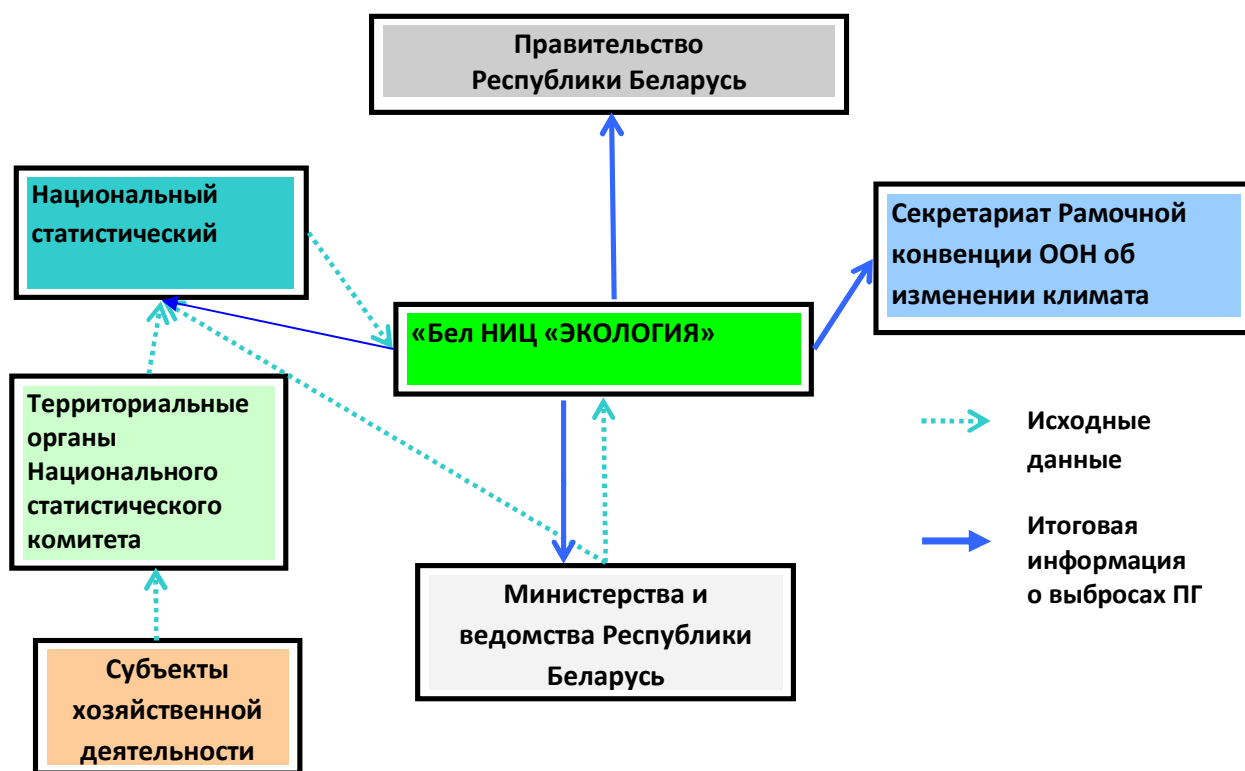 Правительство
Республики Беларусь
Национальный
статистический
Секретариат Рамочной
конвенции ООН об
изменении климата
«Бел НИЦ «ЭКОЛОГИЯ»
Территориальные
органы
Национального
статистического
комитета
Исходные
данные
Итоговая
информация
о выбросах ПГ
Министерства и
ведомства Республики
Беларусь
Субъекты
хозяйственной
деятельности